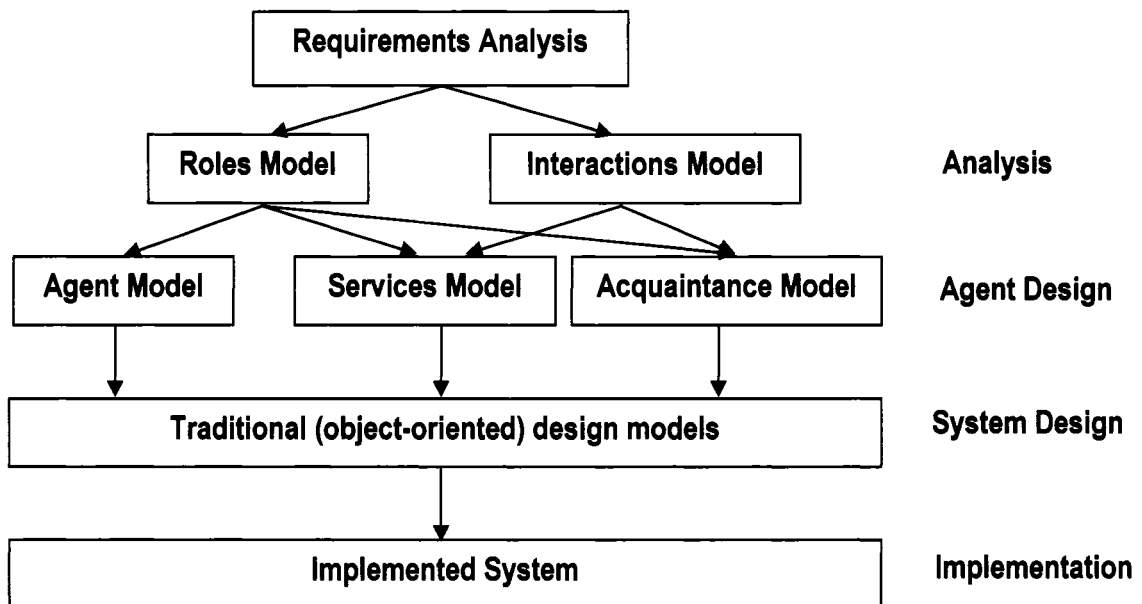 Requirements Analysis
Roles Model
Interactions Model
Analysis
Agent Model
Services Model
Acquaintance Model
Agent Design
Traditional (object-oriented) design models
System Design
Implemented System
Implementation